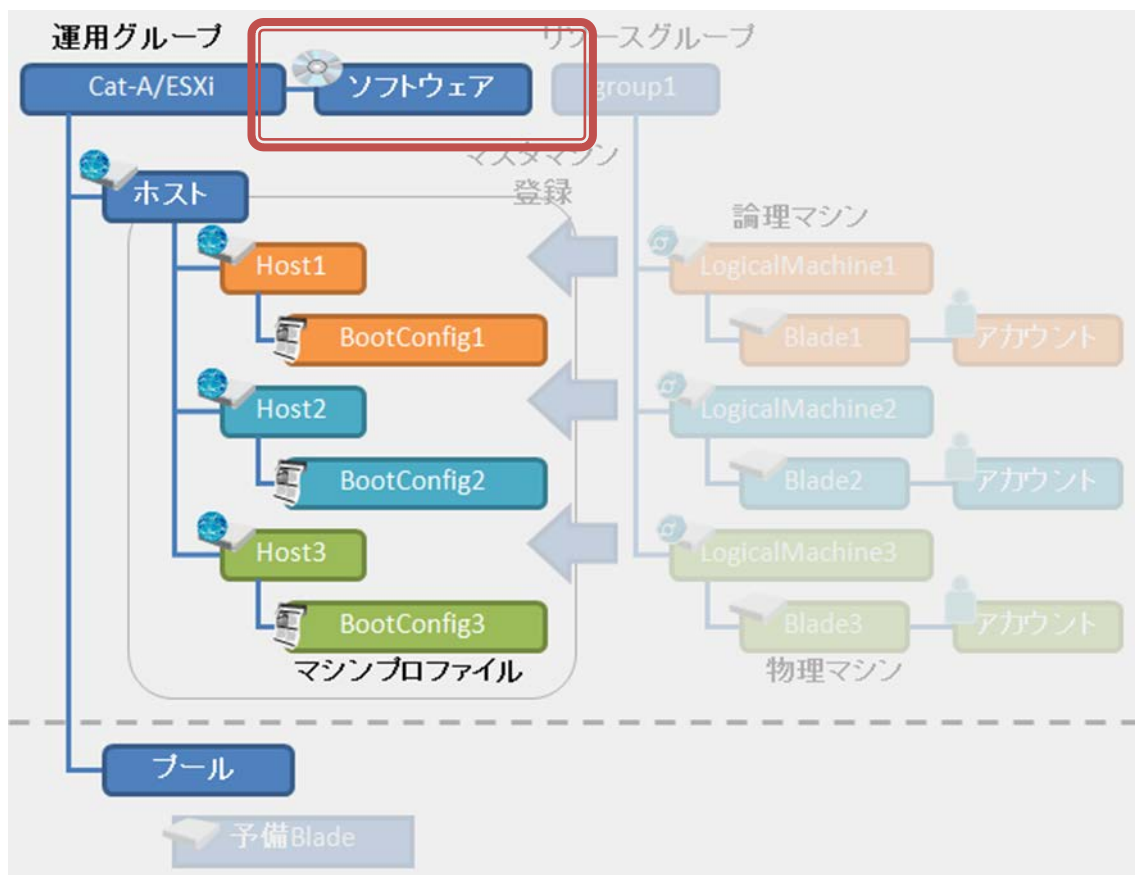 運用グループ
リソースグループ
Cat-A/ESXi
ソフトウェア
group1
マスタマシン
登録
ホスト
論理マシン
Host1
LogicalMachine1
BootConfig1
Blade1
アカウント
Host2
LogicalMachine2
BootConfig2
Blade2
アカウント
Host3
LogicalMachine3
BootConfig3
Blade3
アカウント
マシンプロファイル
物理マシン
プール
予備Blade